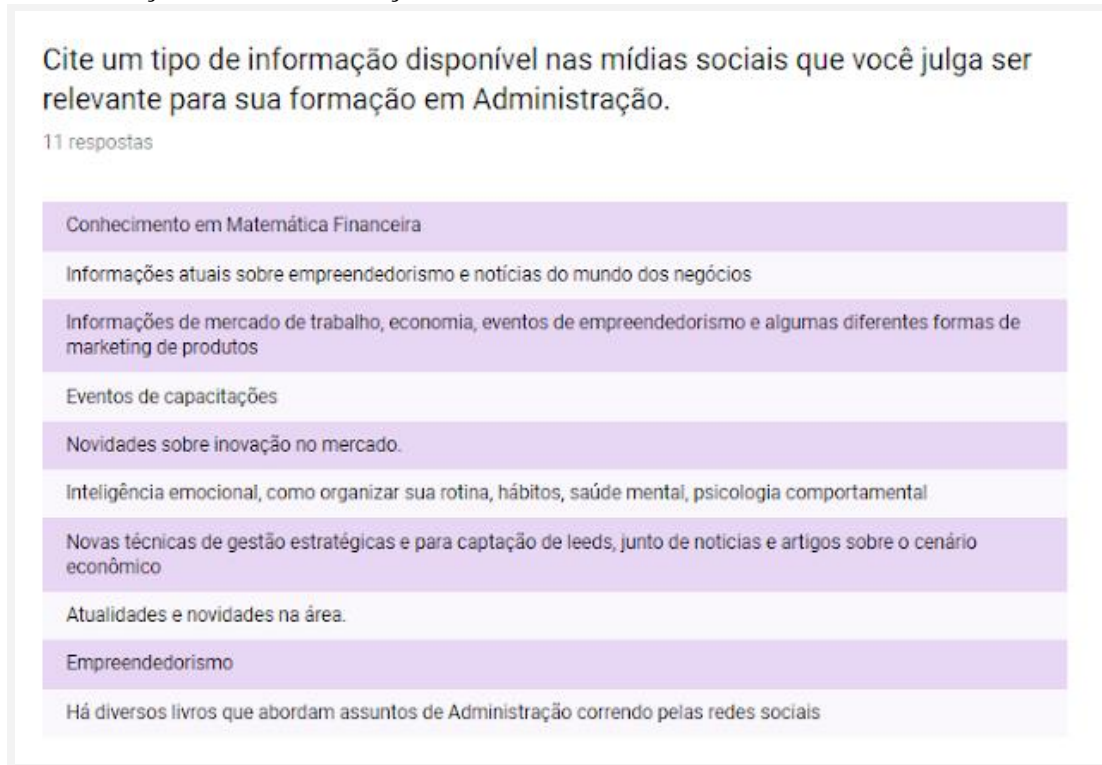 Cite um tipo de informação disponível nas mídias sociais que você julga ser
relevante para sua formação em Administração.
11 respostas
Conhecimento em Matemática Financeira
Informações atuais sobre empreendedorismo e notícias do mundo dos negócios
Informações de mercado de trabalho, economia, eventos de empreendedorismo e algumas diferentes formas de
marketing de produtos
Eventos de capacitações
Novidades sobre inovação no mercado.
Inteligência emocional, como organizar sua rotina, hábitos, saúde mental, psicologia comportamental
Novas técnicas de gestão estratégicas e para captação de leeds, junto de noticias e artigos sobre o cenário
econômico
Atualidades e novidades na área.
Empreendedorismo
Há diversos livros que abordam assuntos de Administração correndo pelas redes sociais